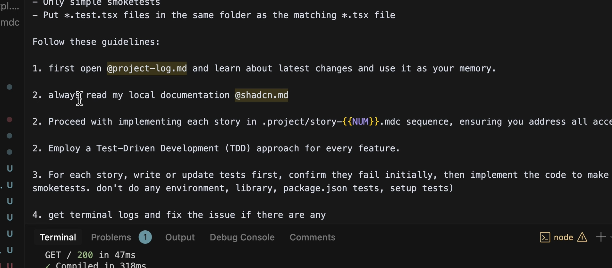 pl....
mdc
- Only simple smoketests
- Put *.test.tsx files in the same folder as the matching *.tsx file
Follow these guidelines:
1. first open @project-log.md and learn about latest changes and use it as your memory.
2. always read my local documentation @shadcn.md
2. Proceed with implementing each story in .project/story-{{NUM}}.mdc sequence, ensuring you address all acce
2. Employ a Test-Driven Development (TDD) approach for every feature.
3. For each story, write or update tests first, confirm they fail initially, then implement the code to make
smoketests. don't do any environment, library, package.json tests, setup tests)
4. get terminal logs and fix the issue if there are any
U
U
U
U
U
U
Terminal Problems 1 Output Debug Console Comments node
GET / 200 in 47ms
✓ Compiled in 318ms